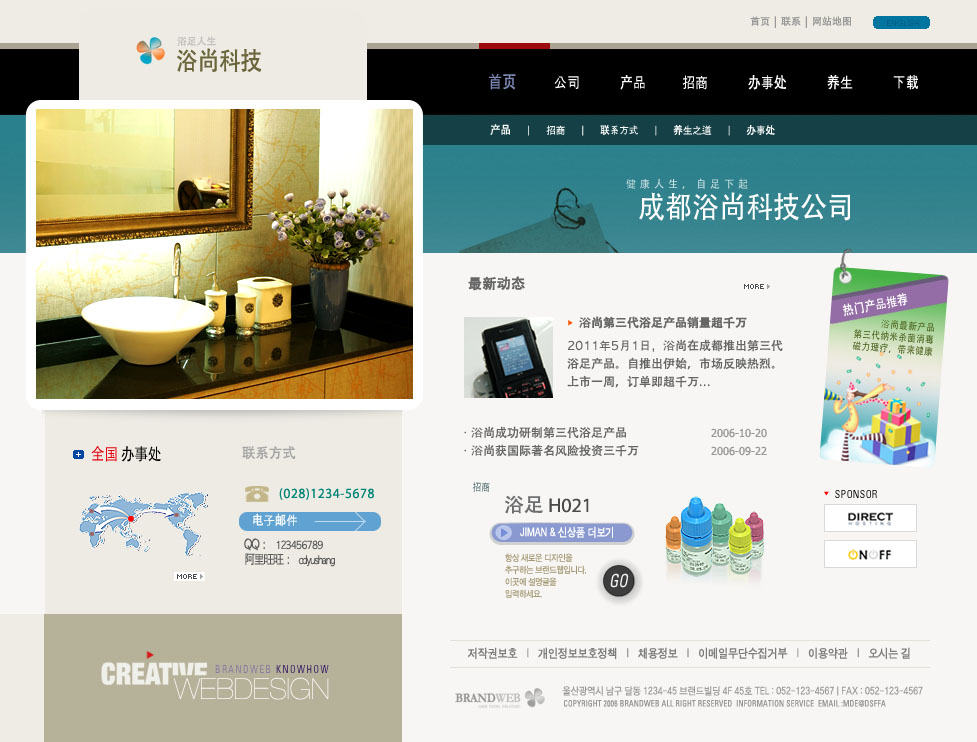 首页 | 联系 | 网站地图
浴足人生
浴尚科技
首页 公司 产品 招商 办事处 养生 下载
产品 | 招商 | 联系方式 | 养生之道 | 办事处
健康人生，自足下起
成都浴尚科技公司
最新动态
MORE
浴尚第三代浴足产品销量超千万
2011年5月1日，浴尚在成都推出第三代
浴足产品。自推出伊始，市场反映热烈。
上市一周，订单即超千万...
· 浴尚成功研制第三代浴足产品 2006-10-20
· 浴尚获国际著名风险投资三千万 2006-09-22
热门产品推荐
浴尚最新产品
第三代纳米杀菌消毒
磁力理疗，带来健康
全国 办事处
MORE
联系方式
(028)1234-5678
电子邮件
QQ： 123456789
阿里旺旺： cdyushang
招商
浴足 H021
JIMAN & 신상품 더보기
항상 새로운 디자인을
추구하는 브랜드웹입니다.
이곳에 설명글을
입력하세요.
GO
SPONSOR
DIRECT
HOSTING
ONOFF
CREATIVE BRANDWEB KNOWHOW
WEBDESIGN
저작권보호 | 개인정보보호정책 | 채용정보 | 이메일무단수집거부 | 이용약관 | 오시는 길
BRANDWEB
울산광역시 남구 달동 1234-45 브랜드빌딩 4F 45호 TEL : 052-123-4567 | FAX : 052-123-4567
COPYRIGHT 2006 BRANDWEB ALL RIGHT RESERVED INFORMATION SERVICE EMAIL :MDE@DSFFA